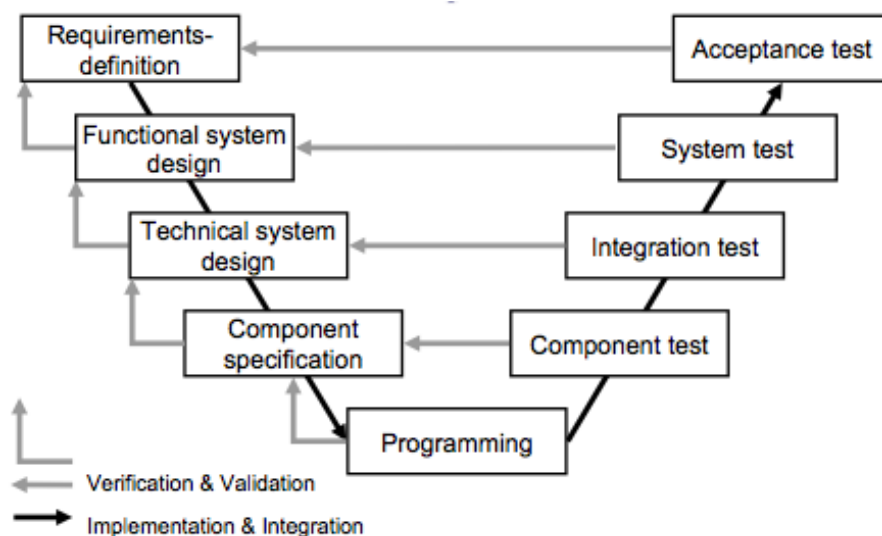 Requirements-
definition
Acceptance test
Functional system
design
System test
Technical system
design
Integration test
Component
specification
Component test
Programming
Verification & Validation
Implementation & Integration